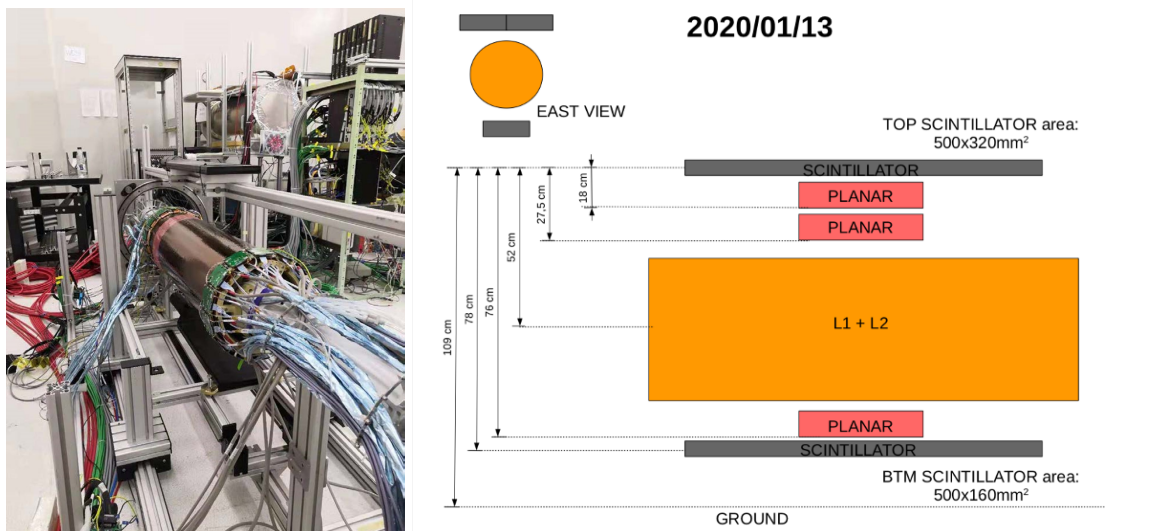 2020/01/13
EAST VIEW
TOP SCINTILLATOR area:
500x320mm²
SCINTILLATOR
PLANAR
PLANAR
18 cm
27,5 cm
52 cm
76 cm
78 cm
109 cm
L1 + L2
PLANAR
SCINTILLATOR
BTM SCINTILLATOR area:
500x160mm²
GROUND